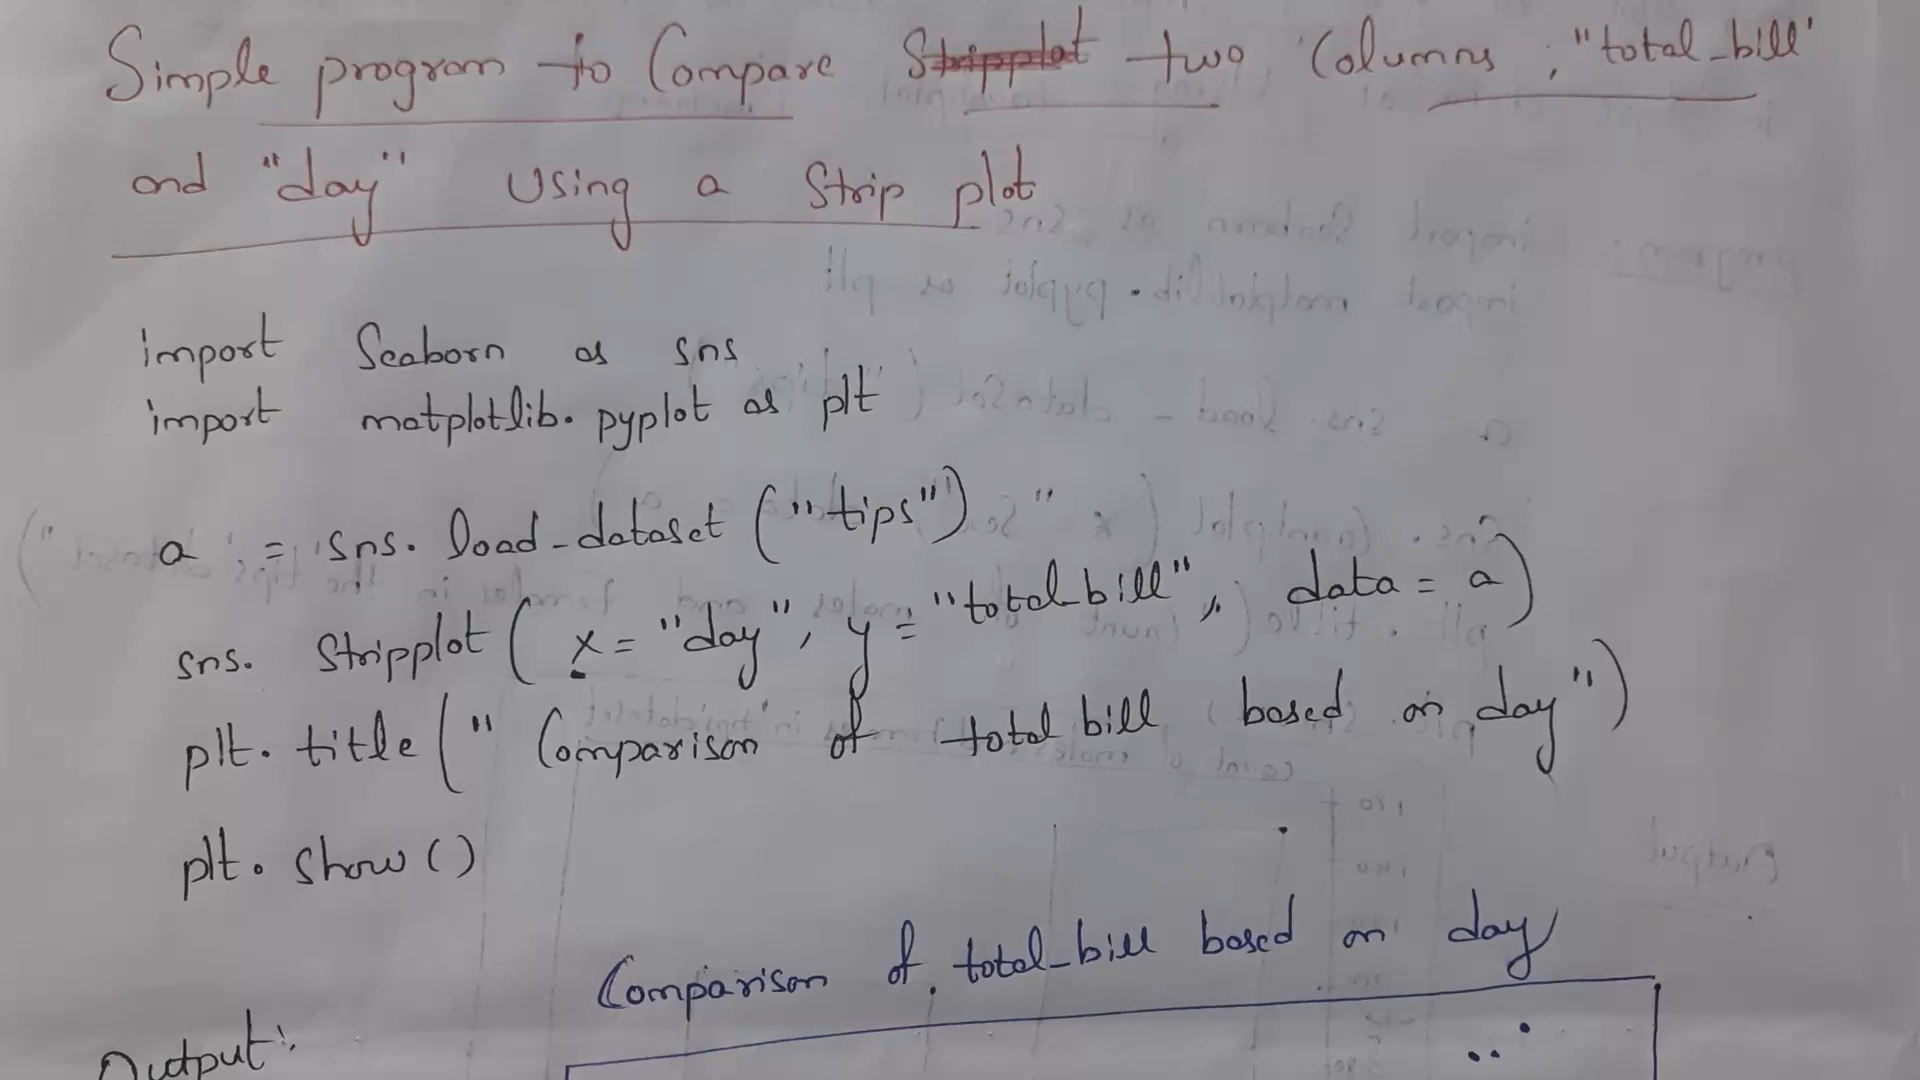 Simple program to Compare two Columns, "total_bill"
and "day" Using a Strip plot
import Seaborn as sns
import matplotlib.pyplot as plt
a = sns.load_dataset("tips")
sns.stripplot(x="day", y="total_bill", data=a)
plt.title("Comparison of total bill based on day")
plt.show()
Comparison of total_bill based on day
Output: